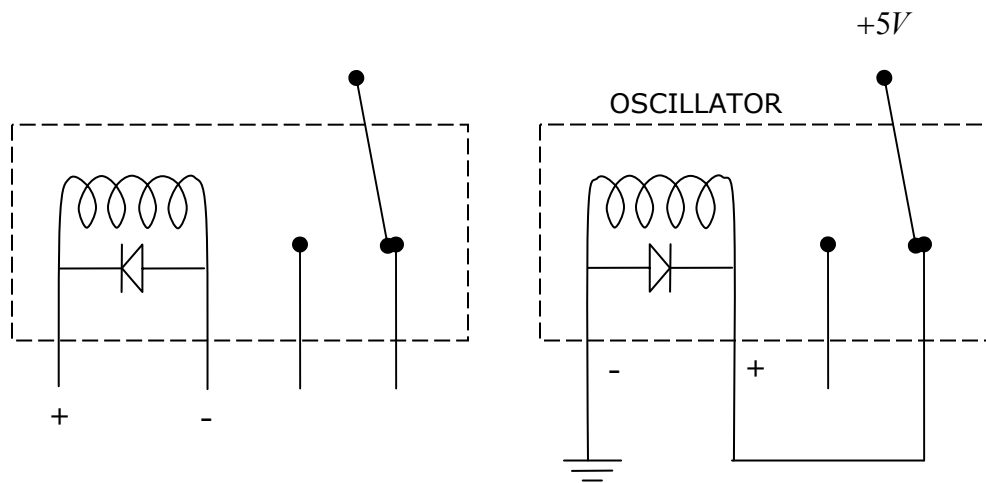 +5V
OSCILLATOR
- +
+ -